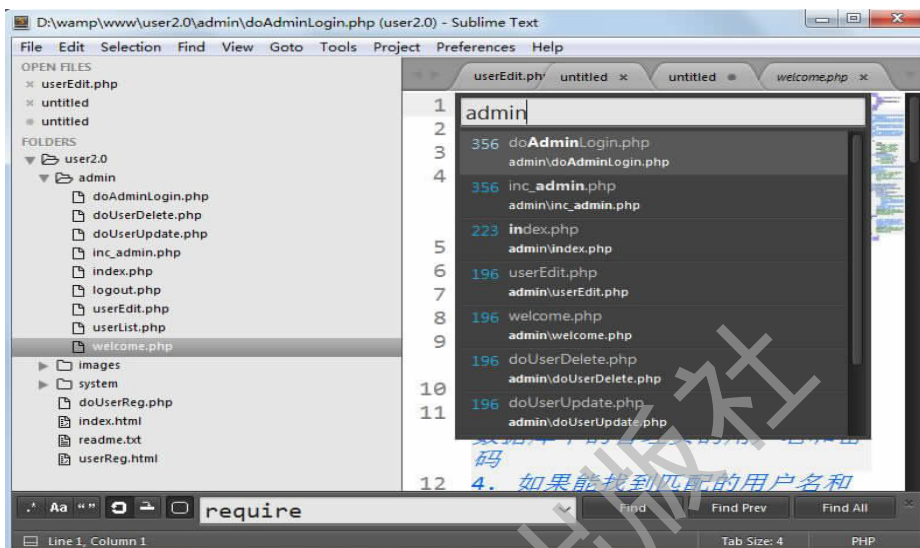 D:\wamp\www\user2.0\admin\doAdminLogin.php (user2.0) - Sublime Text
File Edit Selection Find View Goto Tools Project Preferences Help
OPEN FILES
userEdit.php
untitled
untitled
FOLDERS
user2.0
admin
doAdminLogin.php
doUserDelete.php
doUserUpdate.php
inc_admin.php
index.php
logout.php
userEdit.php
userList.php
welcome.php
images
system
doUserReg.php
index.html
readme.txt
userReg.html
userEdit.ph untitled untitled welcome.php
admin
356 doAdminLogin.php
admin\doAdminLogin.php
356 inc_admin.php
admin\inc_admin.php
223 index.php
admin\index.php
196 userEdit.php
admin\userEdit.php
196 welcome.php
admin\welcome.php
196 doUserDelete.php
admin\doUserDelete.php
196 doUserUpdate.php
admin\doUserUpdate.php
1
2
3
4
5
6
7
8
9
10
11
码
12 4. 如果能找到匹配的用户名和
.* Aa “” require Find Find Prev Find All
Line 1, Column 1 Tab Size: 4 PHP
出版社